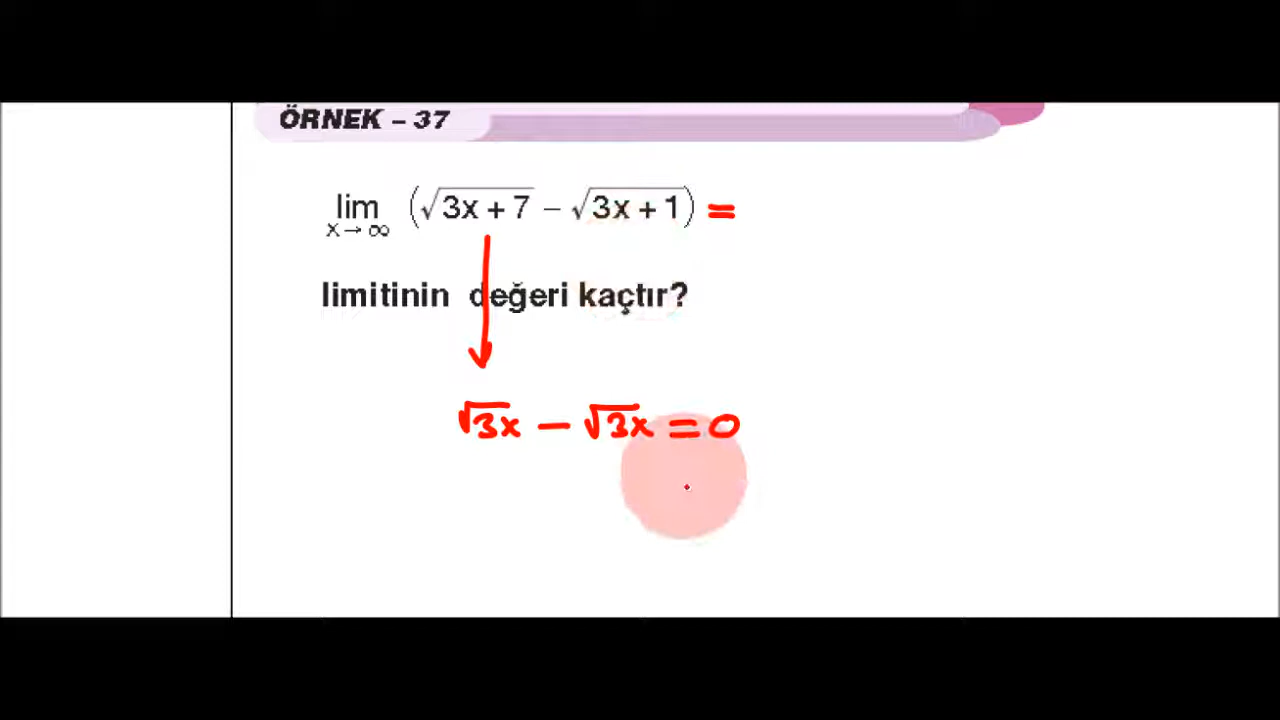 ÖRNEK – 37
lim x→∞ (√3x + 7 − √3x + 1) =
limitinin değeri kaçtır?
√3x − √3x = 0